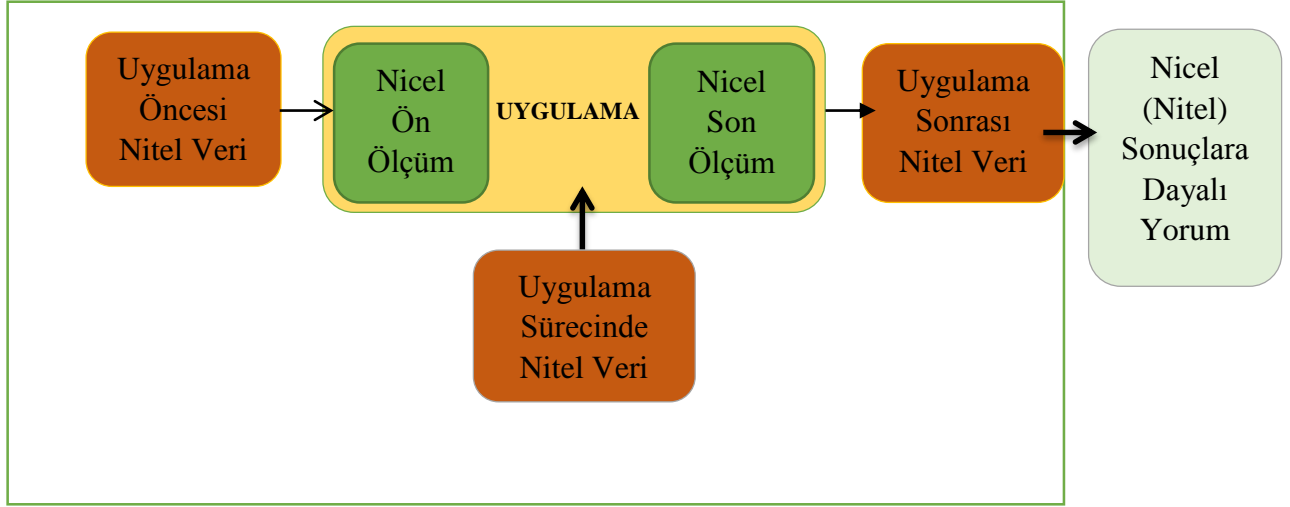 Uygulama
Öncesi
Nitel Veri
Nicel
Ön
Ölçüm
UYGULAMA
Nicel
Son
Ölçüm
Uygulama
Sonrası
Nitel Veri
Nicel
(Nitel)
Sonuçlara
Dayalı
Yorum
Uygulama
Sürecinde
Nitel Veri